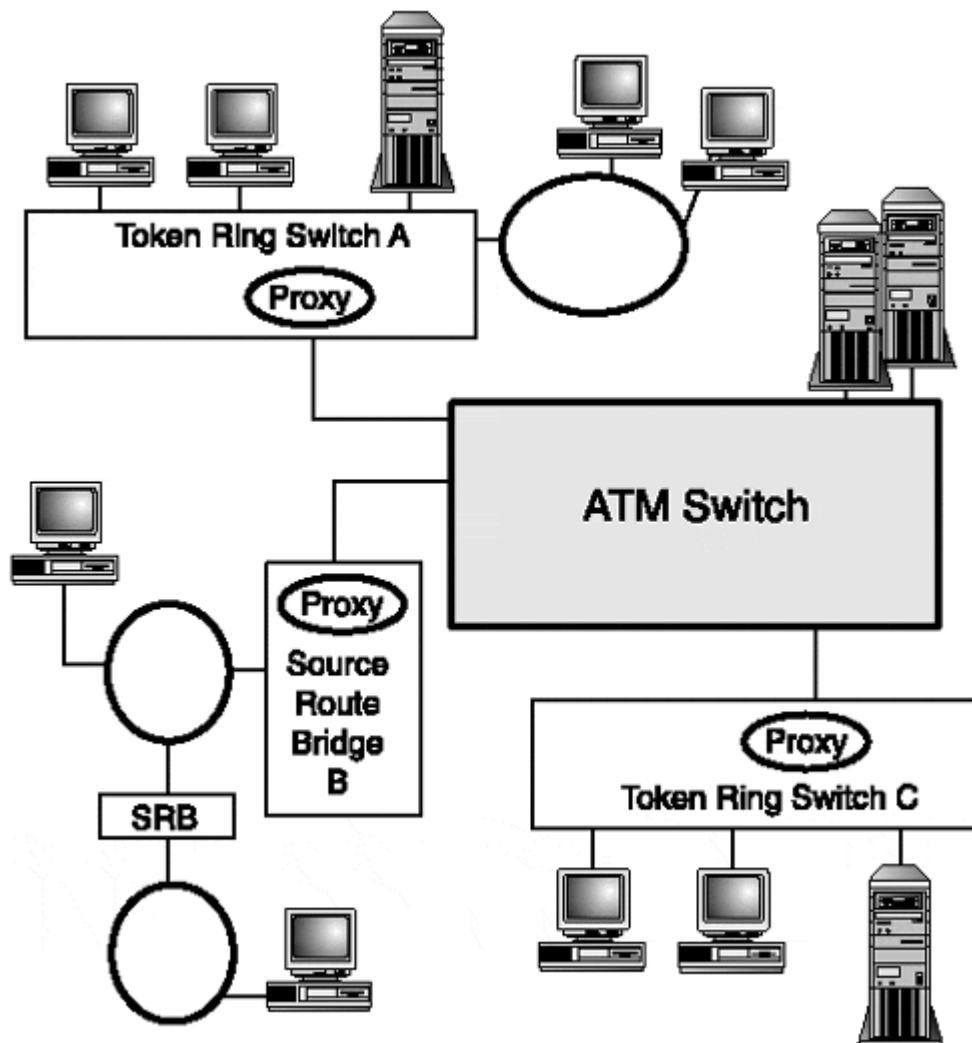 Token Ring Switch A
Proxy
ATM Switch
Proxy
Source
Route
Bridge
B
Proxy
Token Ring Switch C
SRB